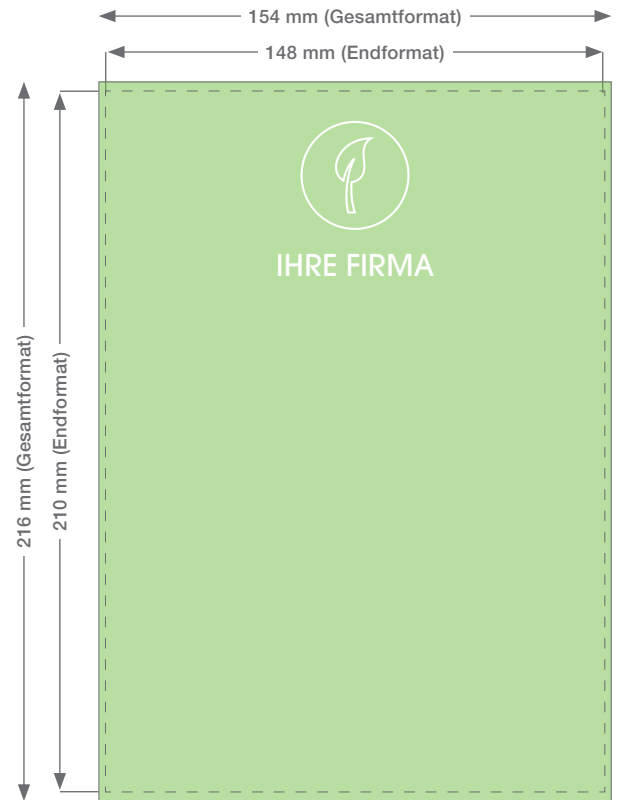 154 mm (Gesamtformat)
148 mm (Endformat)
216 mm (Gesamtformat)
210 mm (Endformat)
IHRE FIRMA